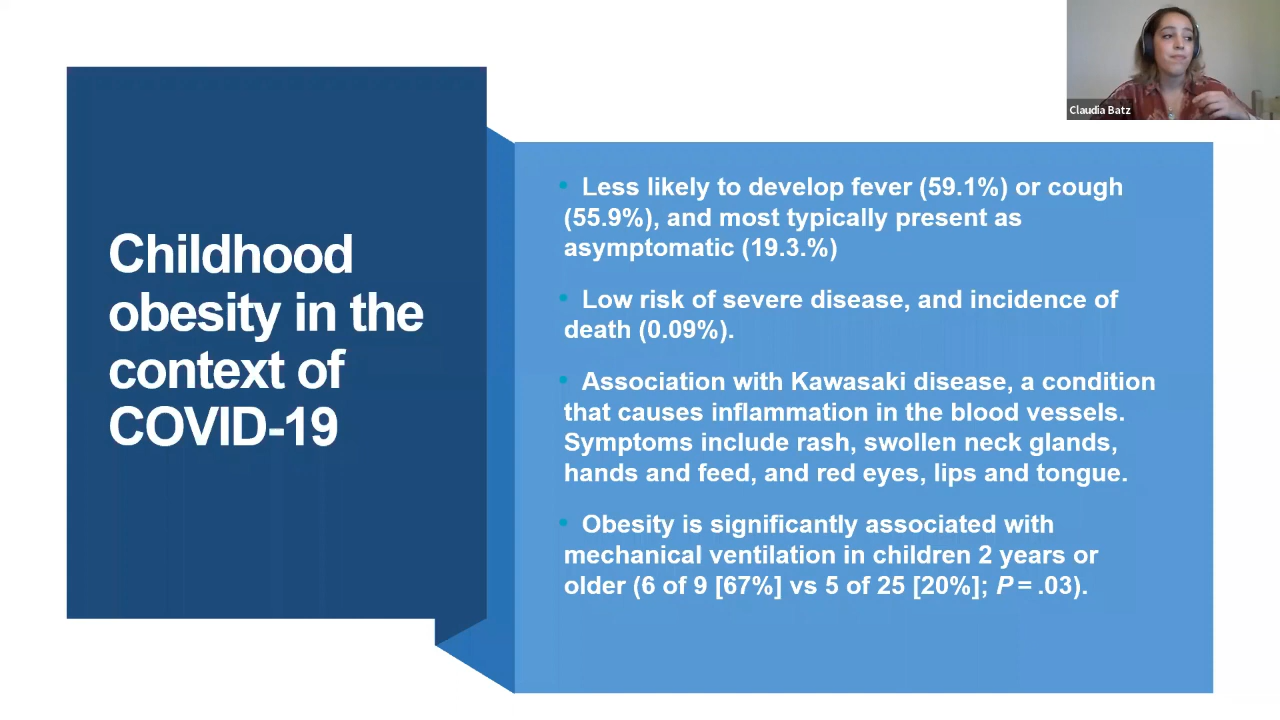 Claudia Batz
Childhood
obesity in the
context of
COVID-19
• Less likely to develop fever (59.1%) or cough
(55.9%), and most typically present as
asymptomatic (19.3.%)
• Low risk of severe disease, and incidence of
death (0.09%).
• Association with Kawasaki disease, a condition
that causes inflammation in the blood vessels.
Symptoms include rash, swollen neck glands,
hands and feed, and red eyes, lips and tongue.
• Obesity is significantly associated with
mechanical ventilation in children 2 years or
older (6 of 9 [67%] vs 5 of 25 [20%]; P = .03).